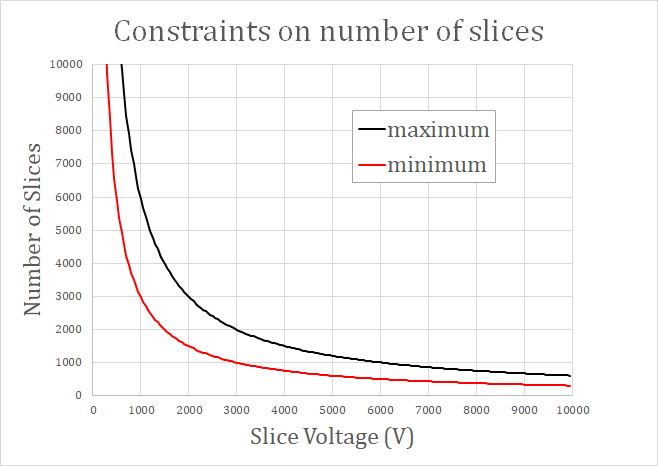 Constraints on number of slices
10000
9000
8000
7000
6000
5000
4000
3000
2000
1000
0
Number of Slices
maximum
minimum
0 1000 2000 3000 4000 5000 6000 7000 8000 9000 10000
Slice Voltage (V)